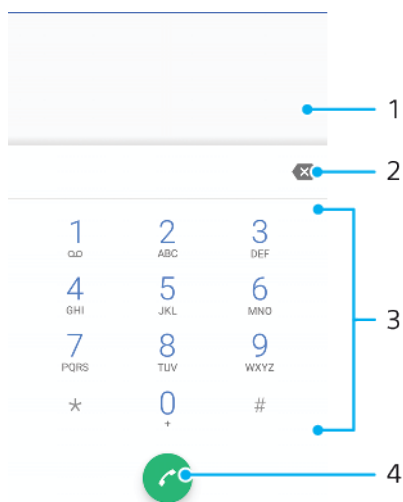 1
2
1 2 3
ABC DEF
4 5 6
GHI JKL MNO
3
7 8 9
PQRS TUV WXYZ
* 0 #
+
4